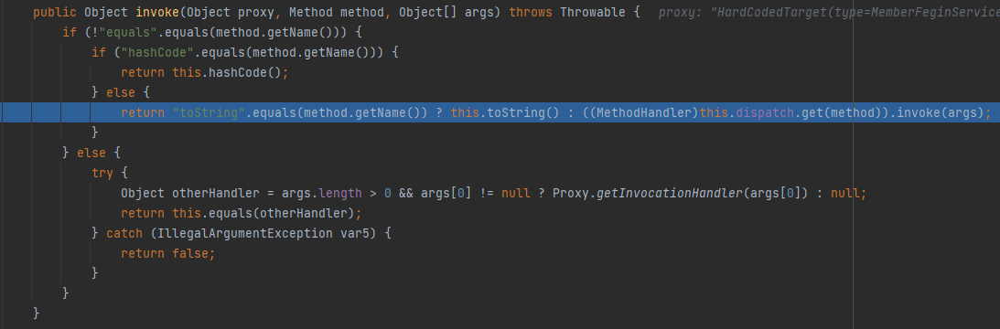 public Object invoke(Object proxy, Method method, Object[] args) throws Throwable {   proxy: "HardCodedTarget(type=MemberFeginService
    if (!"equals".equals(method.getName())) {
        if ("hashCode".equals(method.getName())) {
            return this.hashCode();
        } else {
            return "toString".equals(method.getName()) ? this.toString() : ((MethodHandler)this.dispatch.get(method)).invoke(args);
        }
    } else {
        try {
            Object otherHandler = args.length > 0 && args[0] != null ? Proxy.getInvocationHandler(args[0]) : null;
            return this.equals(otherHandler);
        } catch (IllegalArgumentException var5) {
            return false;
        }
    }
}